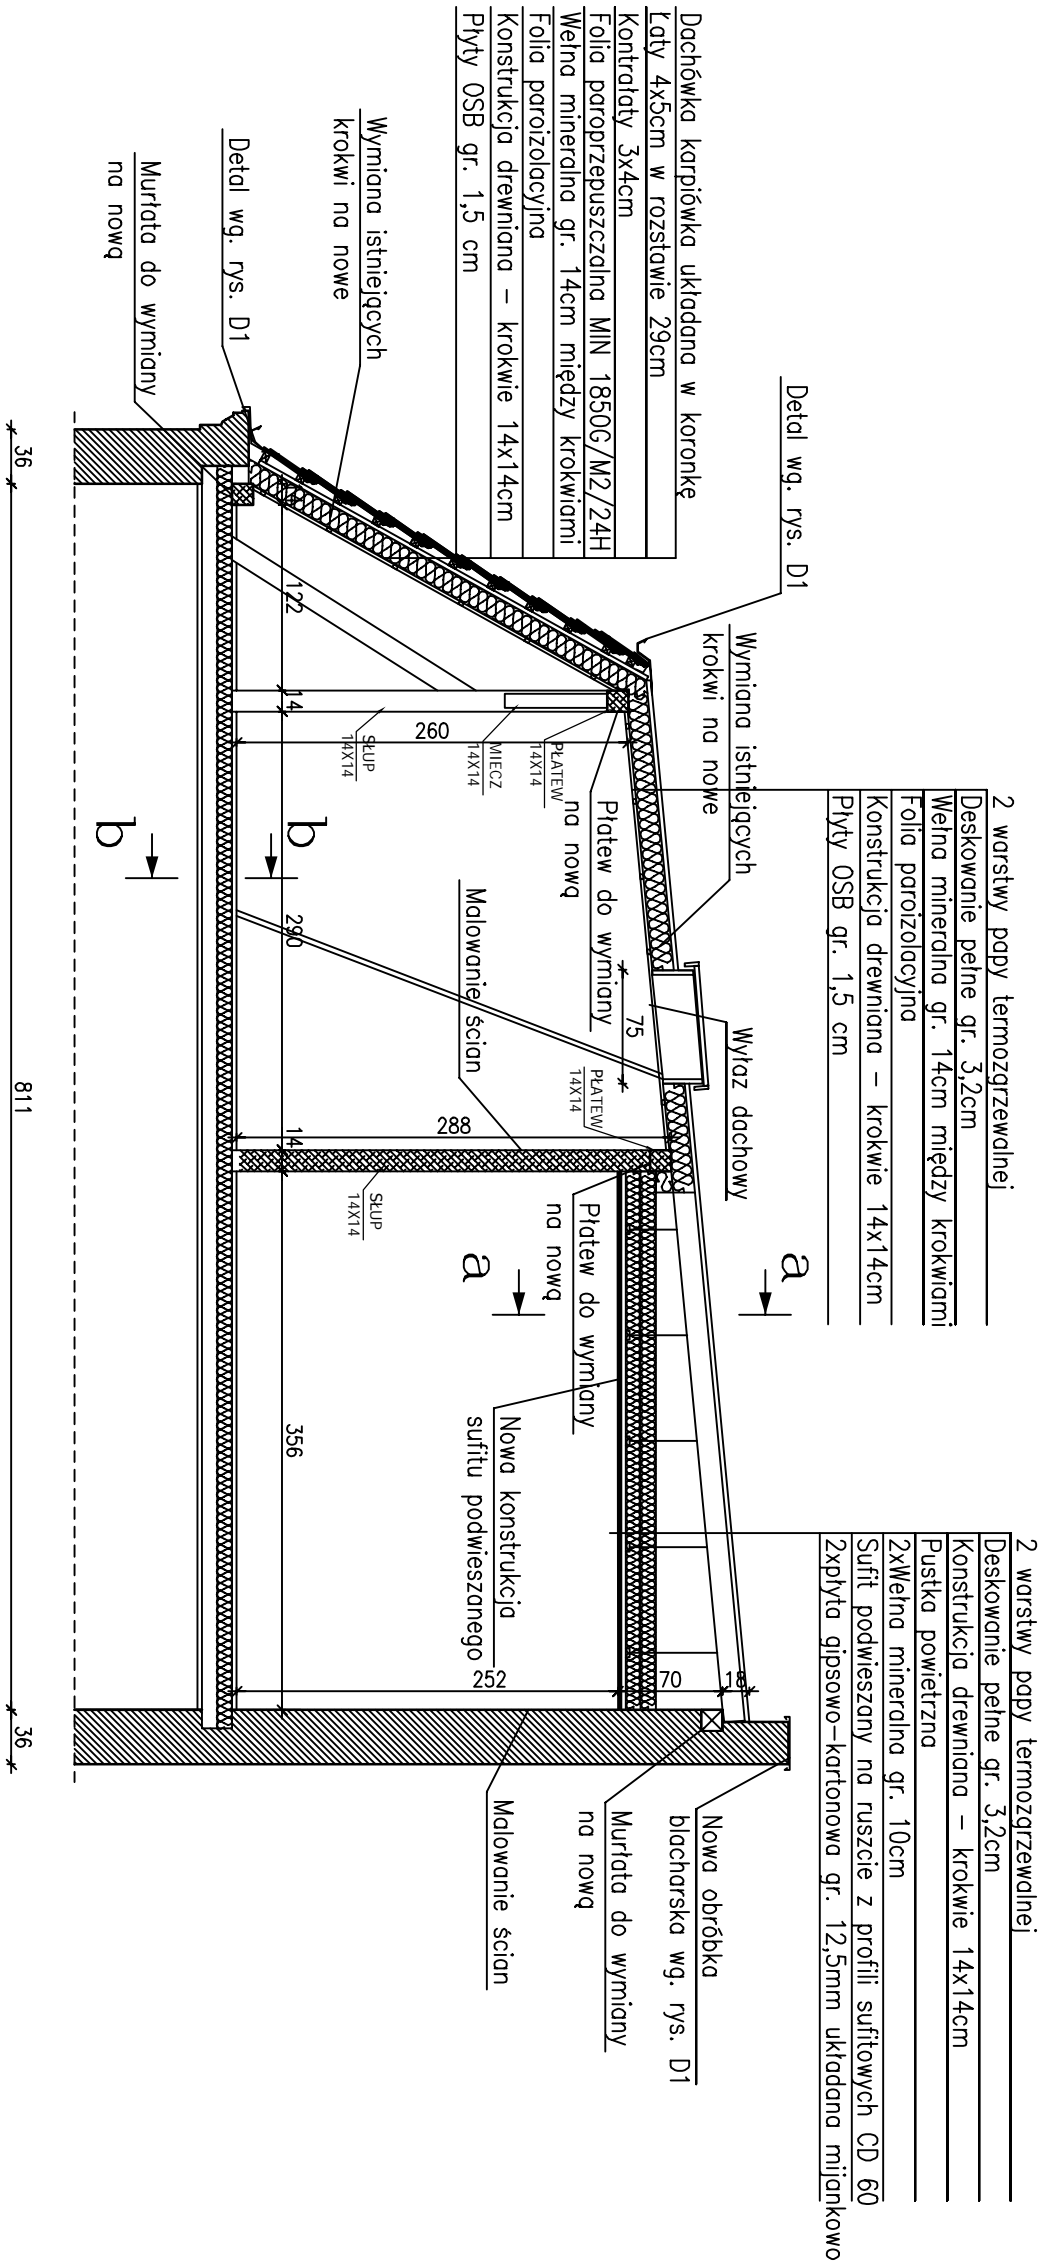 Dachówka karpiówka układana w koronkę
Łaty 4x5cm w rozstawie 29cm
Kontrałaty 3x4cm
Folia paroprzepuszczalna MIN 1850G/M2/24H
Wełna mineralna gr. 14cm między krokwiami
Folia paroizolacyjna
Konstrukcja drewniana – krokwie 14x14cm
Płyty OSB gr. 1,5 cm
Wymiana istniejących
krokwi na nowe
Detal wg. rys. D1
Murłata do wymiany
na nową
Detal wg. rys. D1
Wymiana istniejących
krokwi na nowe
2 warstwy papy termozgrzewalnej
Deskowanie pełne gr. 3,2cm
Wełna mineralna gr. 14cm między krokwiami
Folia paroizolacyjna
Konstrukcja drewniana – krokwie 14x14cm
Płyty OSB gr. 1,5 cm
Wyłaz dachowy
Płatew do wymiany
na nową
Malowanie ścian
PŁATEW
14X14
MIECZ
14X14
SŁUP
14X14
PŁATEW
14X14
SŁUP
14X14
Płatew do wymiany
na nową
Nowa konstrukcja
sufitu podwieszanego
2 warstwy papy termozgrzewalnej
Deskowanie pełne gr. 3,2cm
Konstrukcja drewniana – krokwie 14x14cm
Pustka powietrzna
2xWełna mineralna gr. 10cm
Sufit podwieszany na ruszcie z profili sufitowych CD 60
2xpłyta gipsowo-kartonowa gr. 12,5mm układana mijankowo
Nowa obróbka
blacharska wg. rys. D1
Murłata do wymiany
na nową
Malowanie ścian
a
a
b
b
122
14
290
14
356
260
75
288
252
70
18
36
811
36